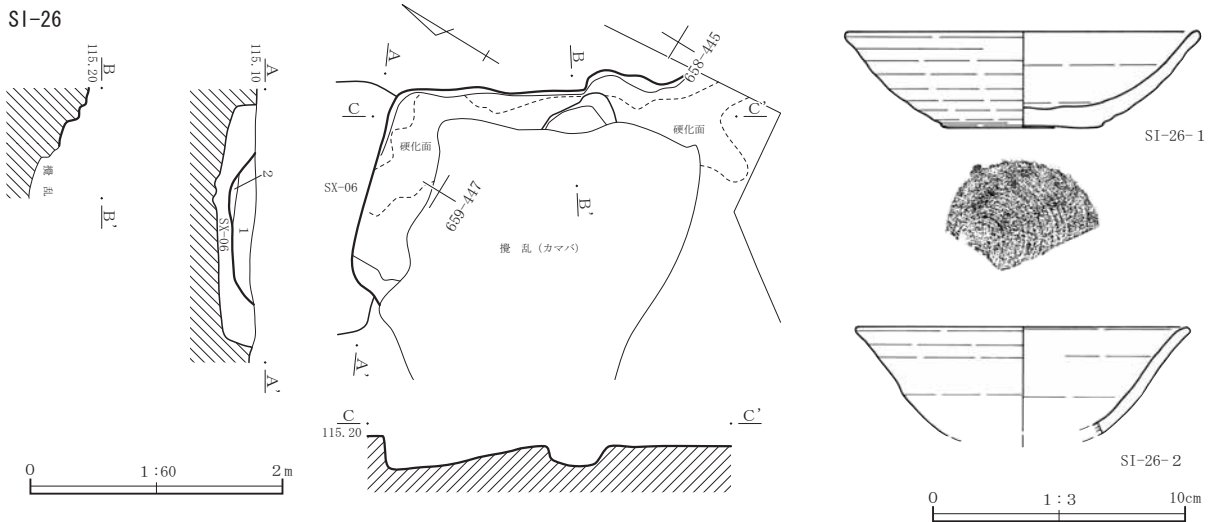 SI-26
B
115.20
攪乱
B'
A
115.10
2
1
SX-06
A'
A
B
658-445
C
C'
硬化面
硬化面
SX-06
659-447
B'
攪 乱 (カマバ)
A'
C
115.20
C'
0 1:60 2m
SI-26-1
SI-26-2
0 1:3 10cm